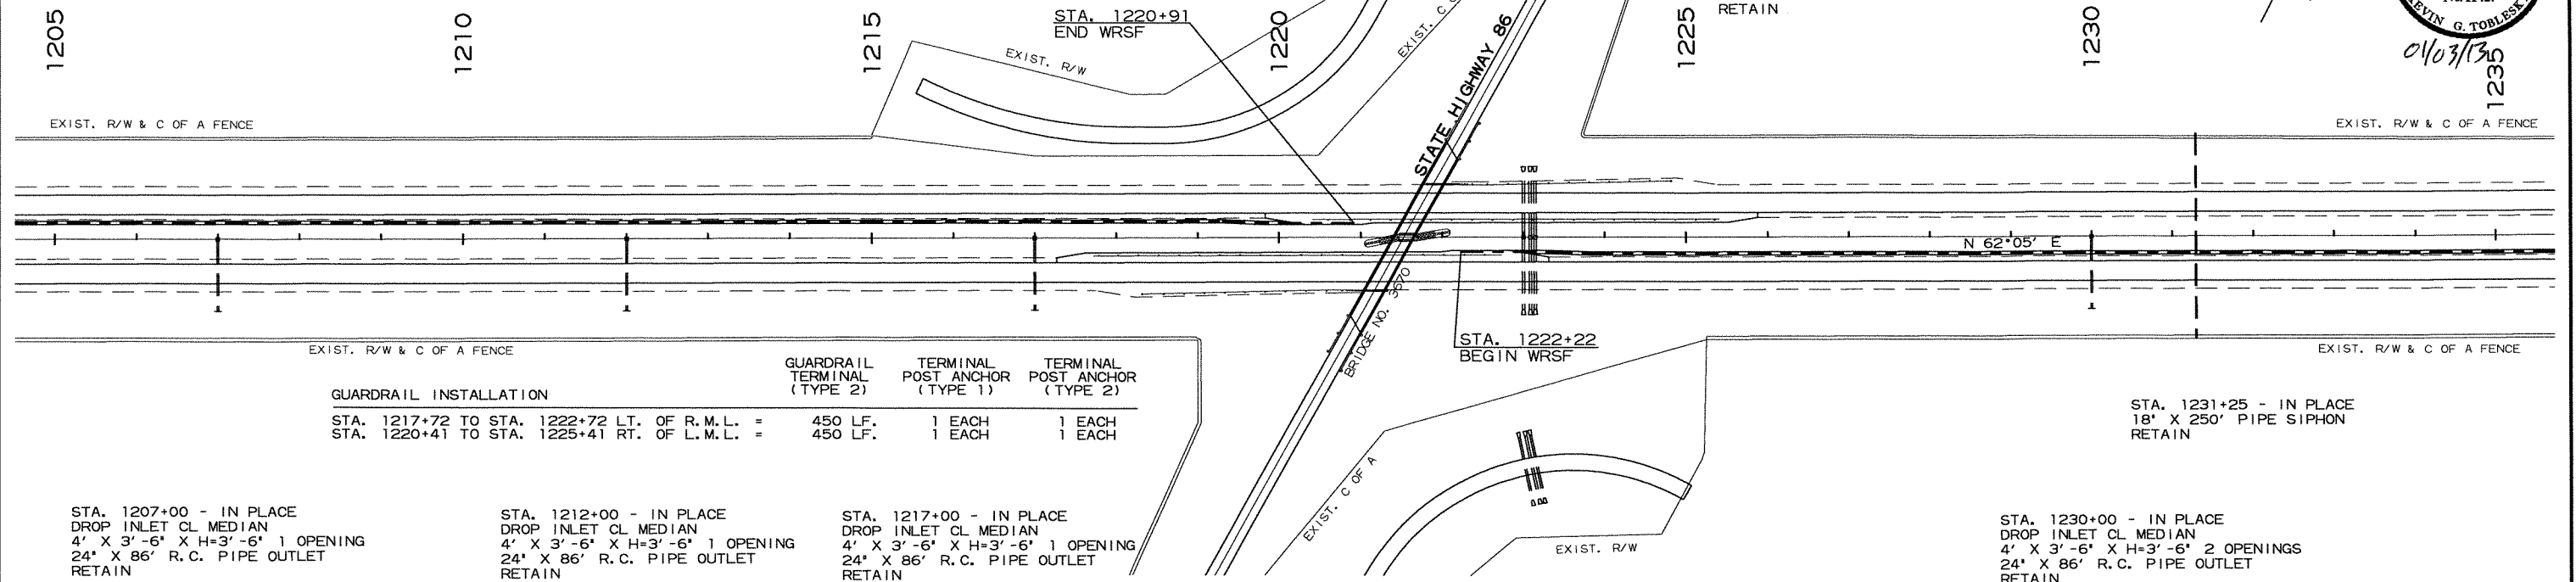 1205
1210
1215
1220
1225
1230
1235
STA. 1220+91
END WRSF
RETAIN
KEVIN G. TOBLESK
01/03/13
EXIST. R/W
EXIST. C O
STATE HIGHWAY 86
EXIST. R/W & C OF A FENCE
EXIST. R/W & C OF A FENCE
N 62°05' E
BRIDGE NO. 3670
STA. 1222+22
BEGIN WRSF
EXIST. R/W & C OF A FENCE
EXIST. R/W & C OF A FENCE
GUARDRAIL TERMINAL TERMINAL
TERMINAL POST ANCHOR POST ANCHOR
(TYPE 2) (TYPE 1) (TYPE 2)
GUARDRAIL INSTALLATION
STA. 1217+72 TO STA. 1222+72 LT. OF R.M.L. = 450 LF. 1 EACH 1 EACH
STA. 1220+41 TO STA. 1225+41 RT. OF L.M.L. = 450 LF. 1 EACH 1 EACH
STA. 1231+25 - IN PLACE
18" X 250' PIPE SIPHON
RETAIN
EXIST. C OF A
EXIST. R/W
STA. 1207+00 - IN PLACE
DROP INLET CL MEDIAN
4' X 3'-6" X H=3'-6" 1 OPENING
24" X 86' R.C. PIPE OUTLET
RETAIN
STA. 1212+00 - IN PLACE
DROP INLET CL MEDIAN
4' X 3'-6" X H=3'-6" 1 OPENING
24" X 86' R.C. PIPE OUTLET
RETAIN
STA. 1217+00 - IN PLACE
DROP INLET CL MEDIAN
4' X 3'-6" X H=3'-6" 1 OPENING
24" X 86' R.C. PIPE OUTLET
RETAIN
STA. 1230+00 - IN PLACE
DROP INLET CL MEDIAN
4' X 3'-6" X H=3'-6" 2 OPENINGS
24" X 86' R.C. PIPE OUTLET
RETAIN